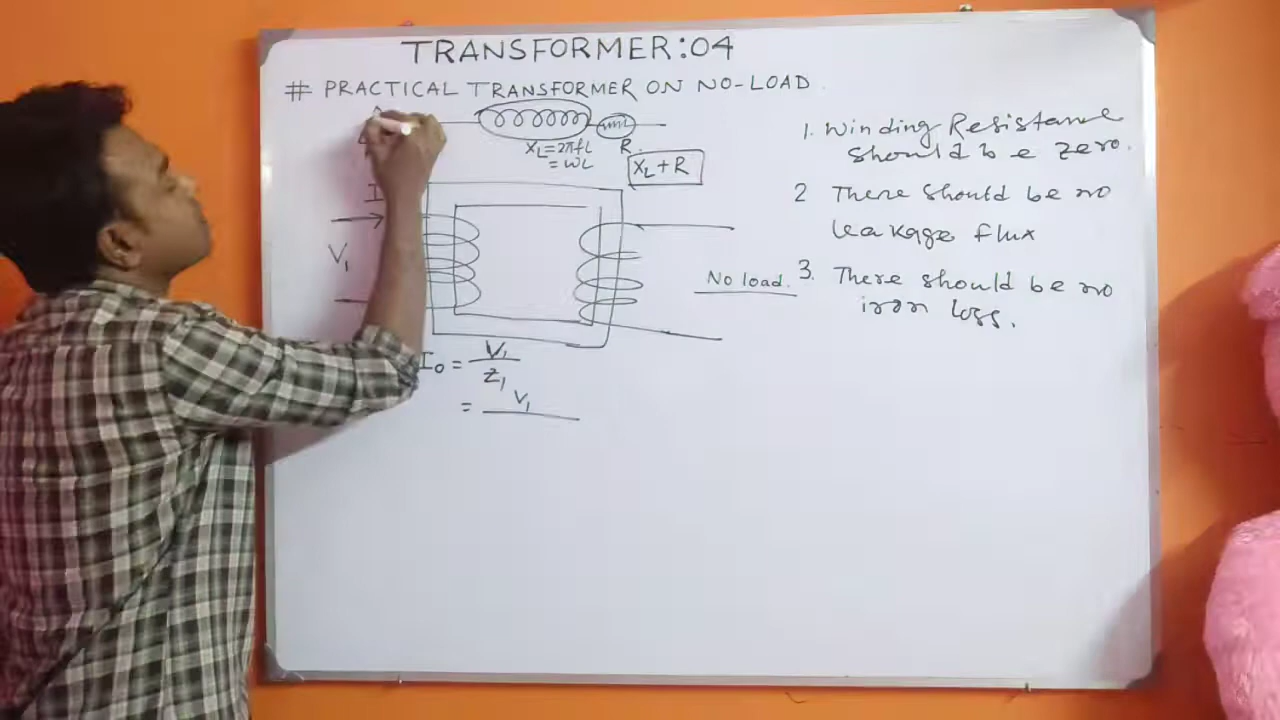 TRANSFORMER:04
# PRACTICAL TRANSFORMER ON NO-LOAD
R
XL=2πfL
=ωL
XL+R
I
V1
No load.
I0 = V1
Z1
= V1
1. Winding Resistance
should be zero.
2 There should be no
leakage flux
3. There should be no
iron loss.